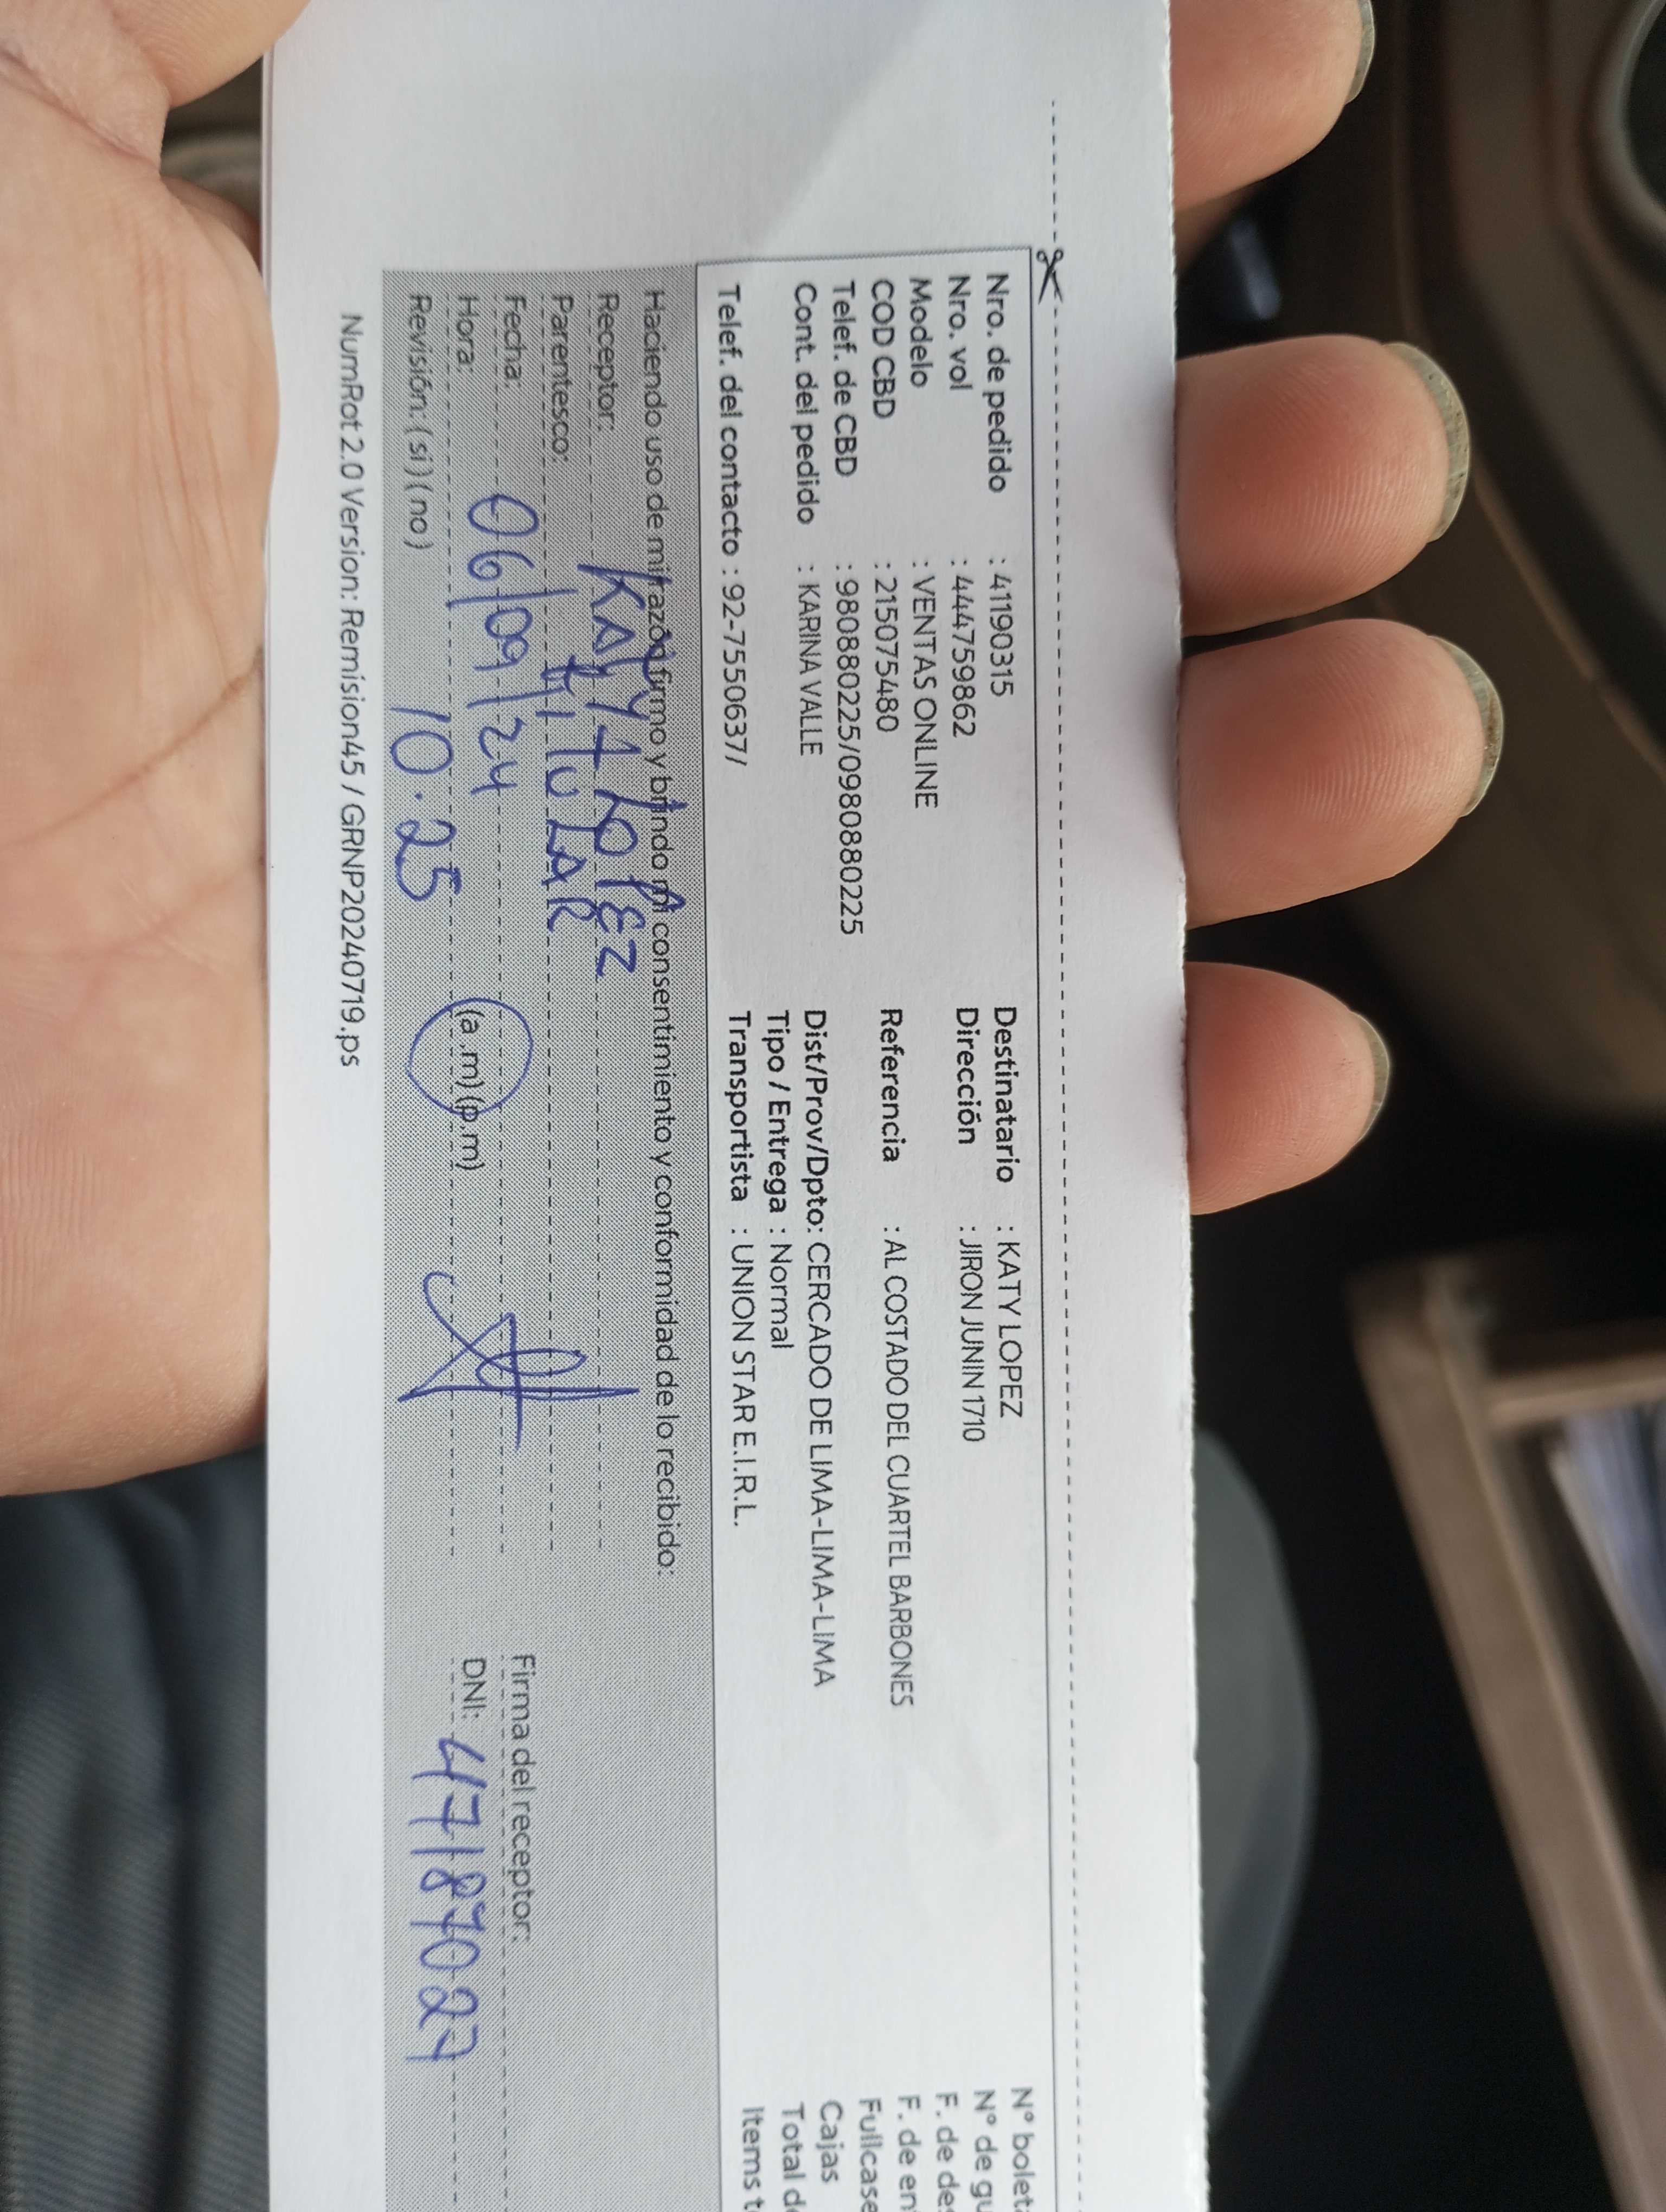 Nro. de pedido : 41190315
Nro. vol : 444759862
Modelo : VENTAS ONLINE
COD CBD : 215075480
Telef. de CBD : 980880225/0980880225
Cont. del pedido : KARINA VALLE
Telef. del contacto : 92-7550637/
Destinatario : KATY LOPEZ
Dirección : JIRON JUNIN 1710
Referencia : AL COSTADO DEL CUARTEL BARBONES
Dist/Prov/Dpto: CERCADO DE LIMA-LIMA-LIMA
Tipo / Entrega : Normal
Transportista : UNION STAR E.I.R.L.
N° boleta
N° de gu
F. de des
F. de en
Fullcase
Cajas
Total de
Items t
Haciendo uso de mi razón firmo y brindo mi consentimiento y conformidad de lo recibido:
Receptor: KATY LOPEZ
Parentesco: TITULAR
Fecha: 06/09/24
Hora: 10.25 (a.m) (p.m)
Revisión: (si) (no)
Firma del receptor:
DNI: 47187027
NumRot 2.0 Version: Remisión45 / GRNP20240719.ps